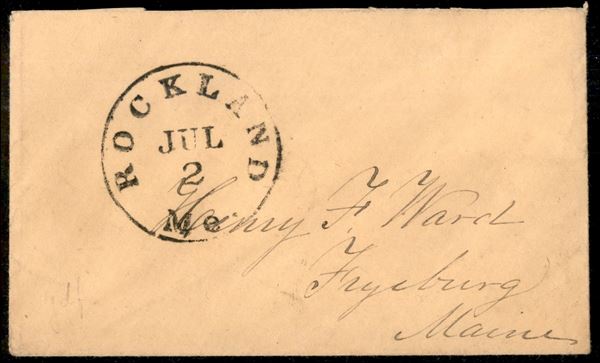 ROCKLAND
JUL
2
Me
Henry F. Ward
Fryeburg
Maine